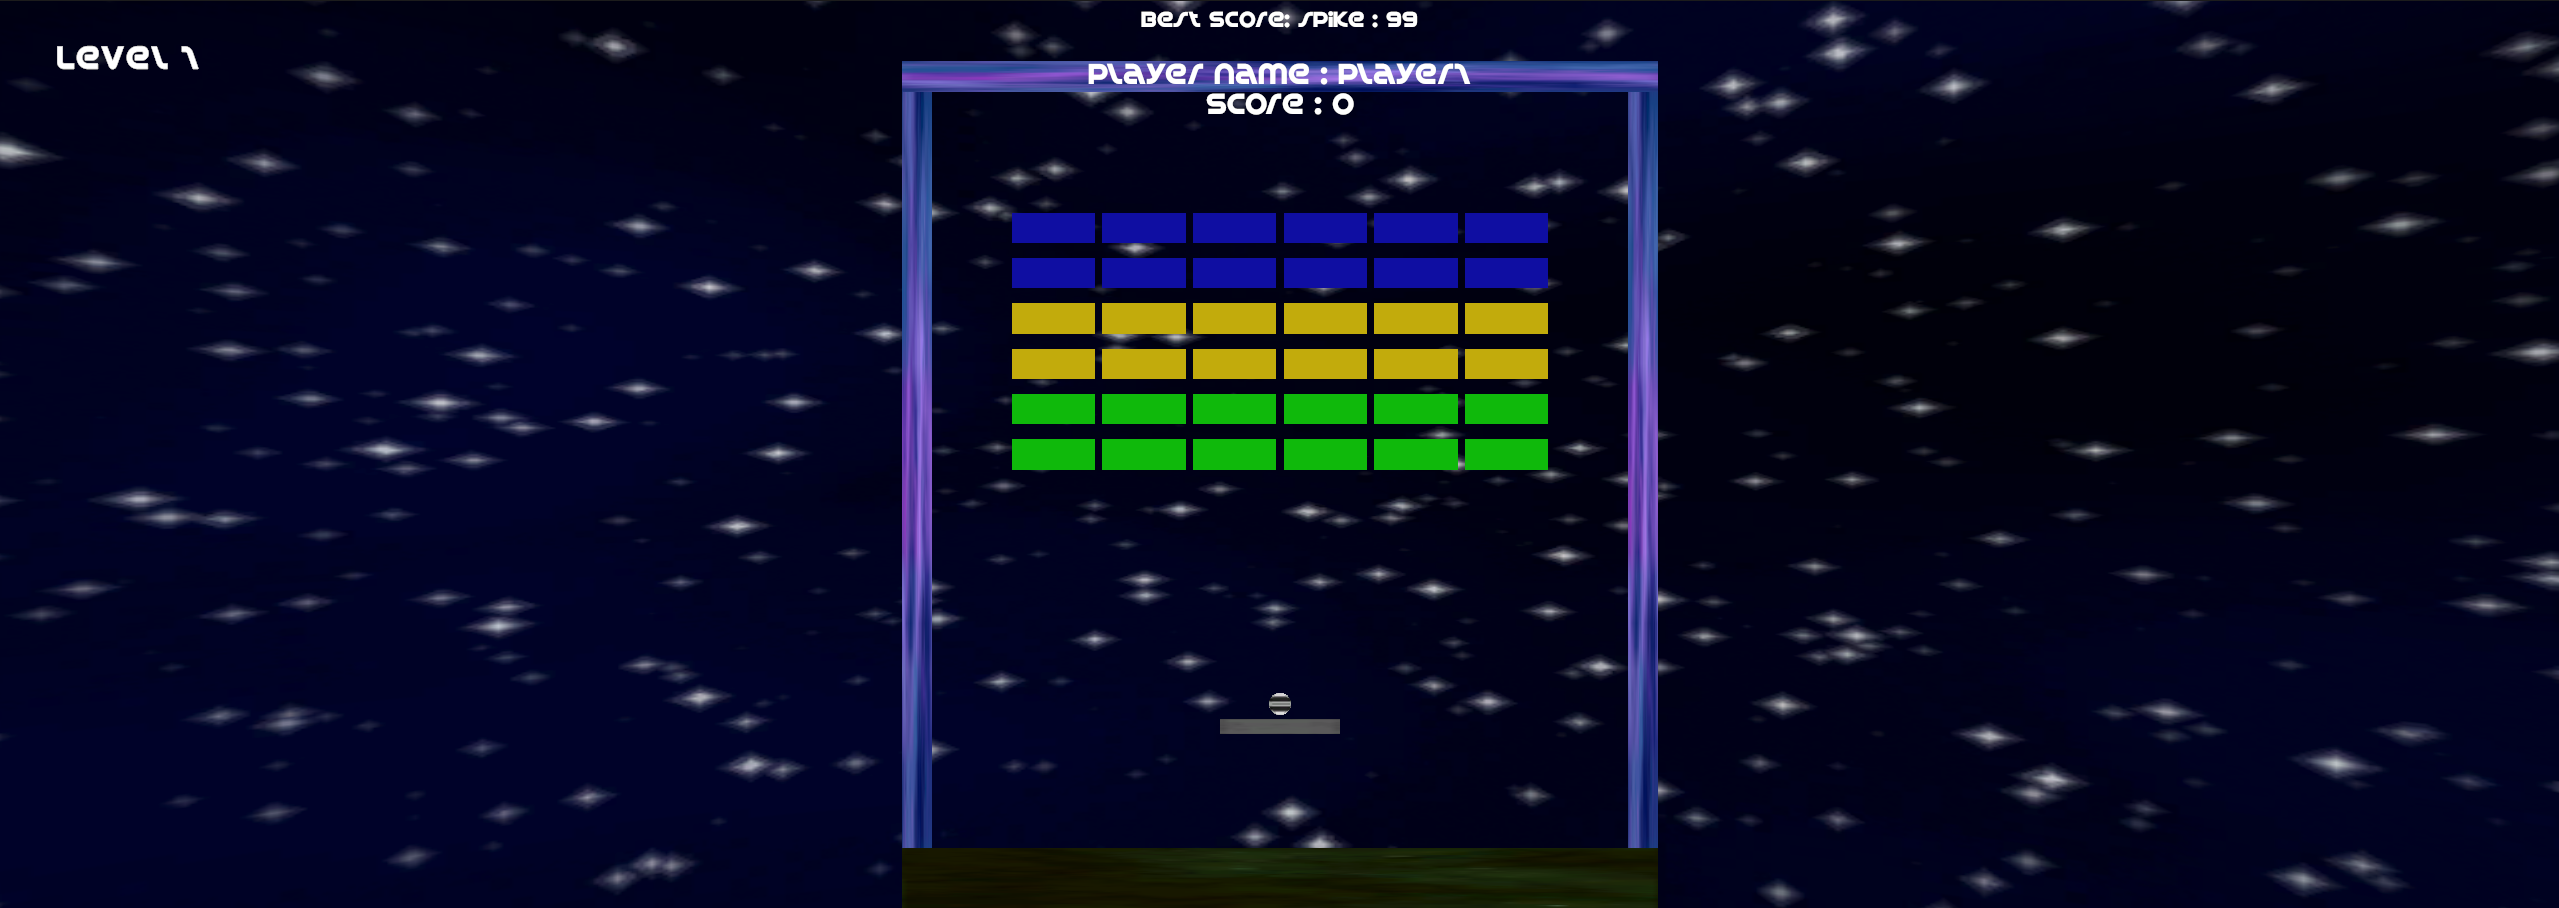 Best Score: Spike : 99
Level 1
Player Name : Player1
Score : 0